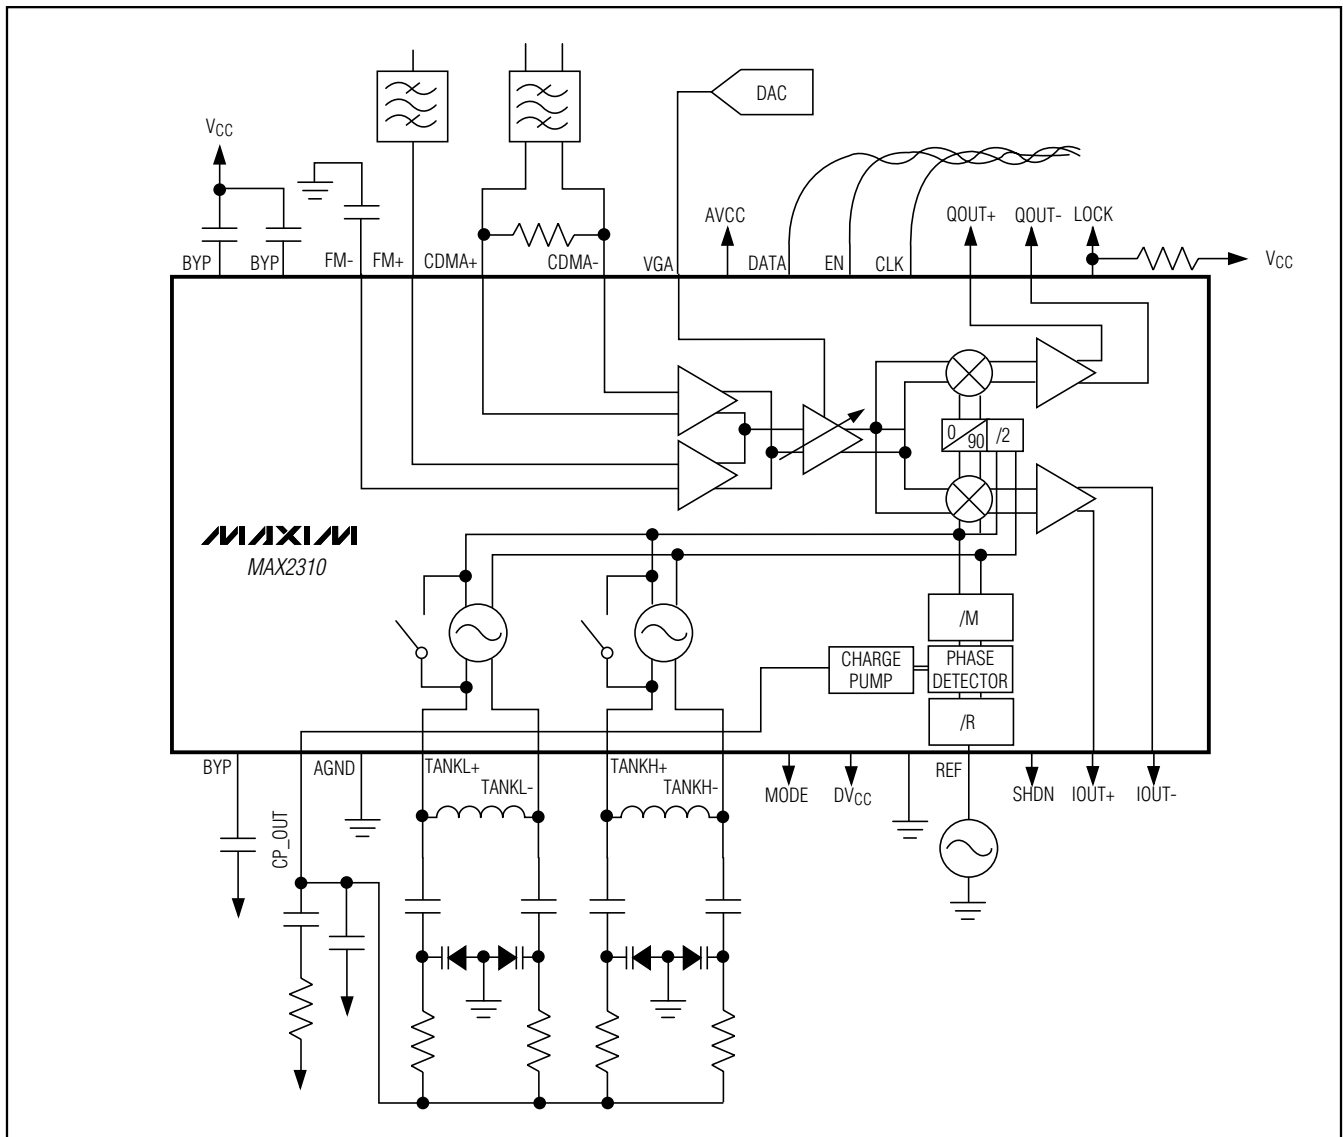 DAC
VCC
AVCC
QOUT+
QOUT-
LOCK
BYP
BYP
FM-
FM+
CDMA+
CDMA-
VGA
DATA
EN
CLK
VCC
0
90
/2
MAXIM
MAX2310
/M
CHARGE
PUMP
PHASE
DETECTOR
/R
BYP
AGND
TANKL+
TANKL-
TANKH+
TANKH-
MODE
DVCC
REF
SHDN
IOUT+
IOUT-
CP_OUT